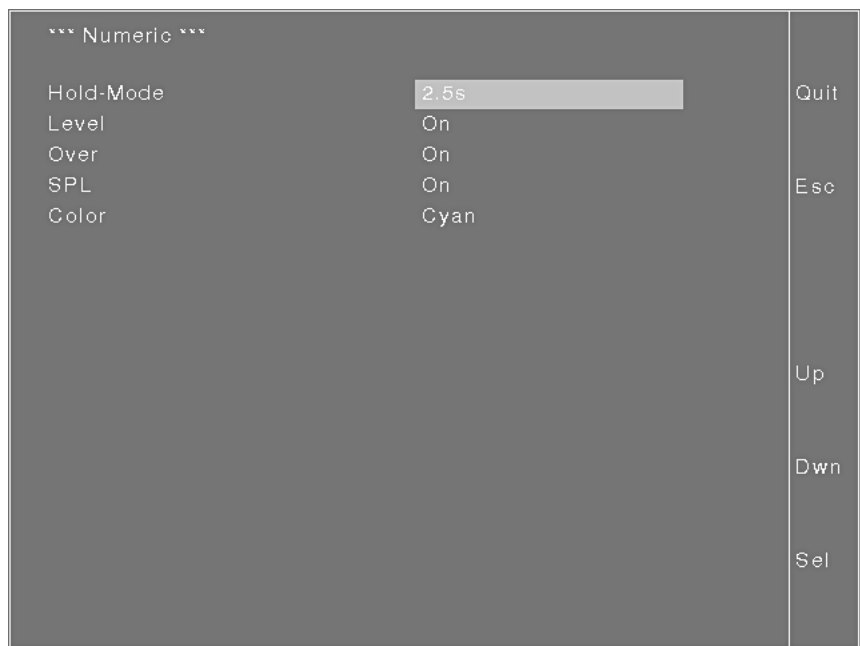 *** Numeric ***
Hold-Mode 2.5s
Level On
Over On
SPL On
Color Cyan
Quit
Esc
Up
Dwn
Sel